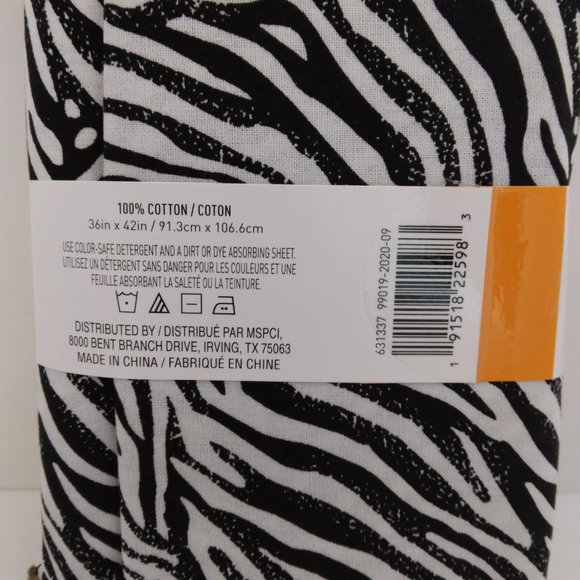 100% COTTON / COTON
36in x 42in / 91.3cm x 106.6cm
USE COLOR-SAFE DETERGENT AND A DIRT OR DYE ABSORBING SHEET.
UTILISEZ UN DÉTERGENT SANS DANGER POUR LES COULEURS ET UNE
FEUILLE ABSORBANT LA SALETÉ OU LA TEINTURE.
DISTRIBUTED BY / DISTRIBUÉ PAR MSPCI,
8000 BENT BRANCH DRIVE, IRVING, TX 75063
MADE IN CHINA / FABRIQUÉ EN CHINE
631337 99019-2020-09
1 91518 22598 3